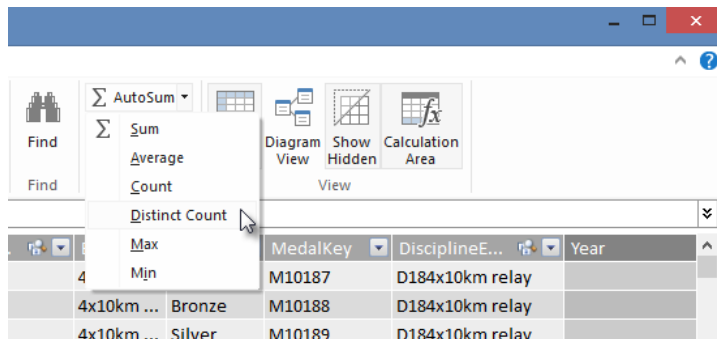 AutoSum
Find
Diagram View
Show Hidden
Calculation Area
Sum
Average
Count
Distinct Count
Max
Min
Find
View
MedalKey DisciplineE... Year
M10187 D184x10km relay
4x10km ... Bronze M10188 D184x10km relay
4x10km ... Silver M10189 D184x10km relay